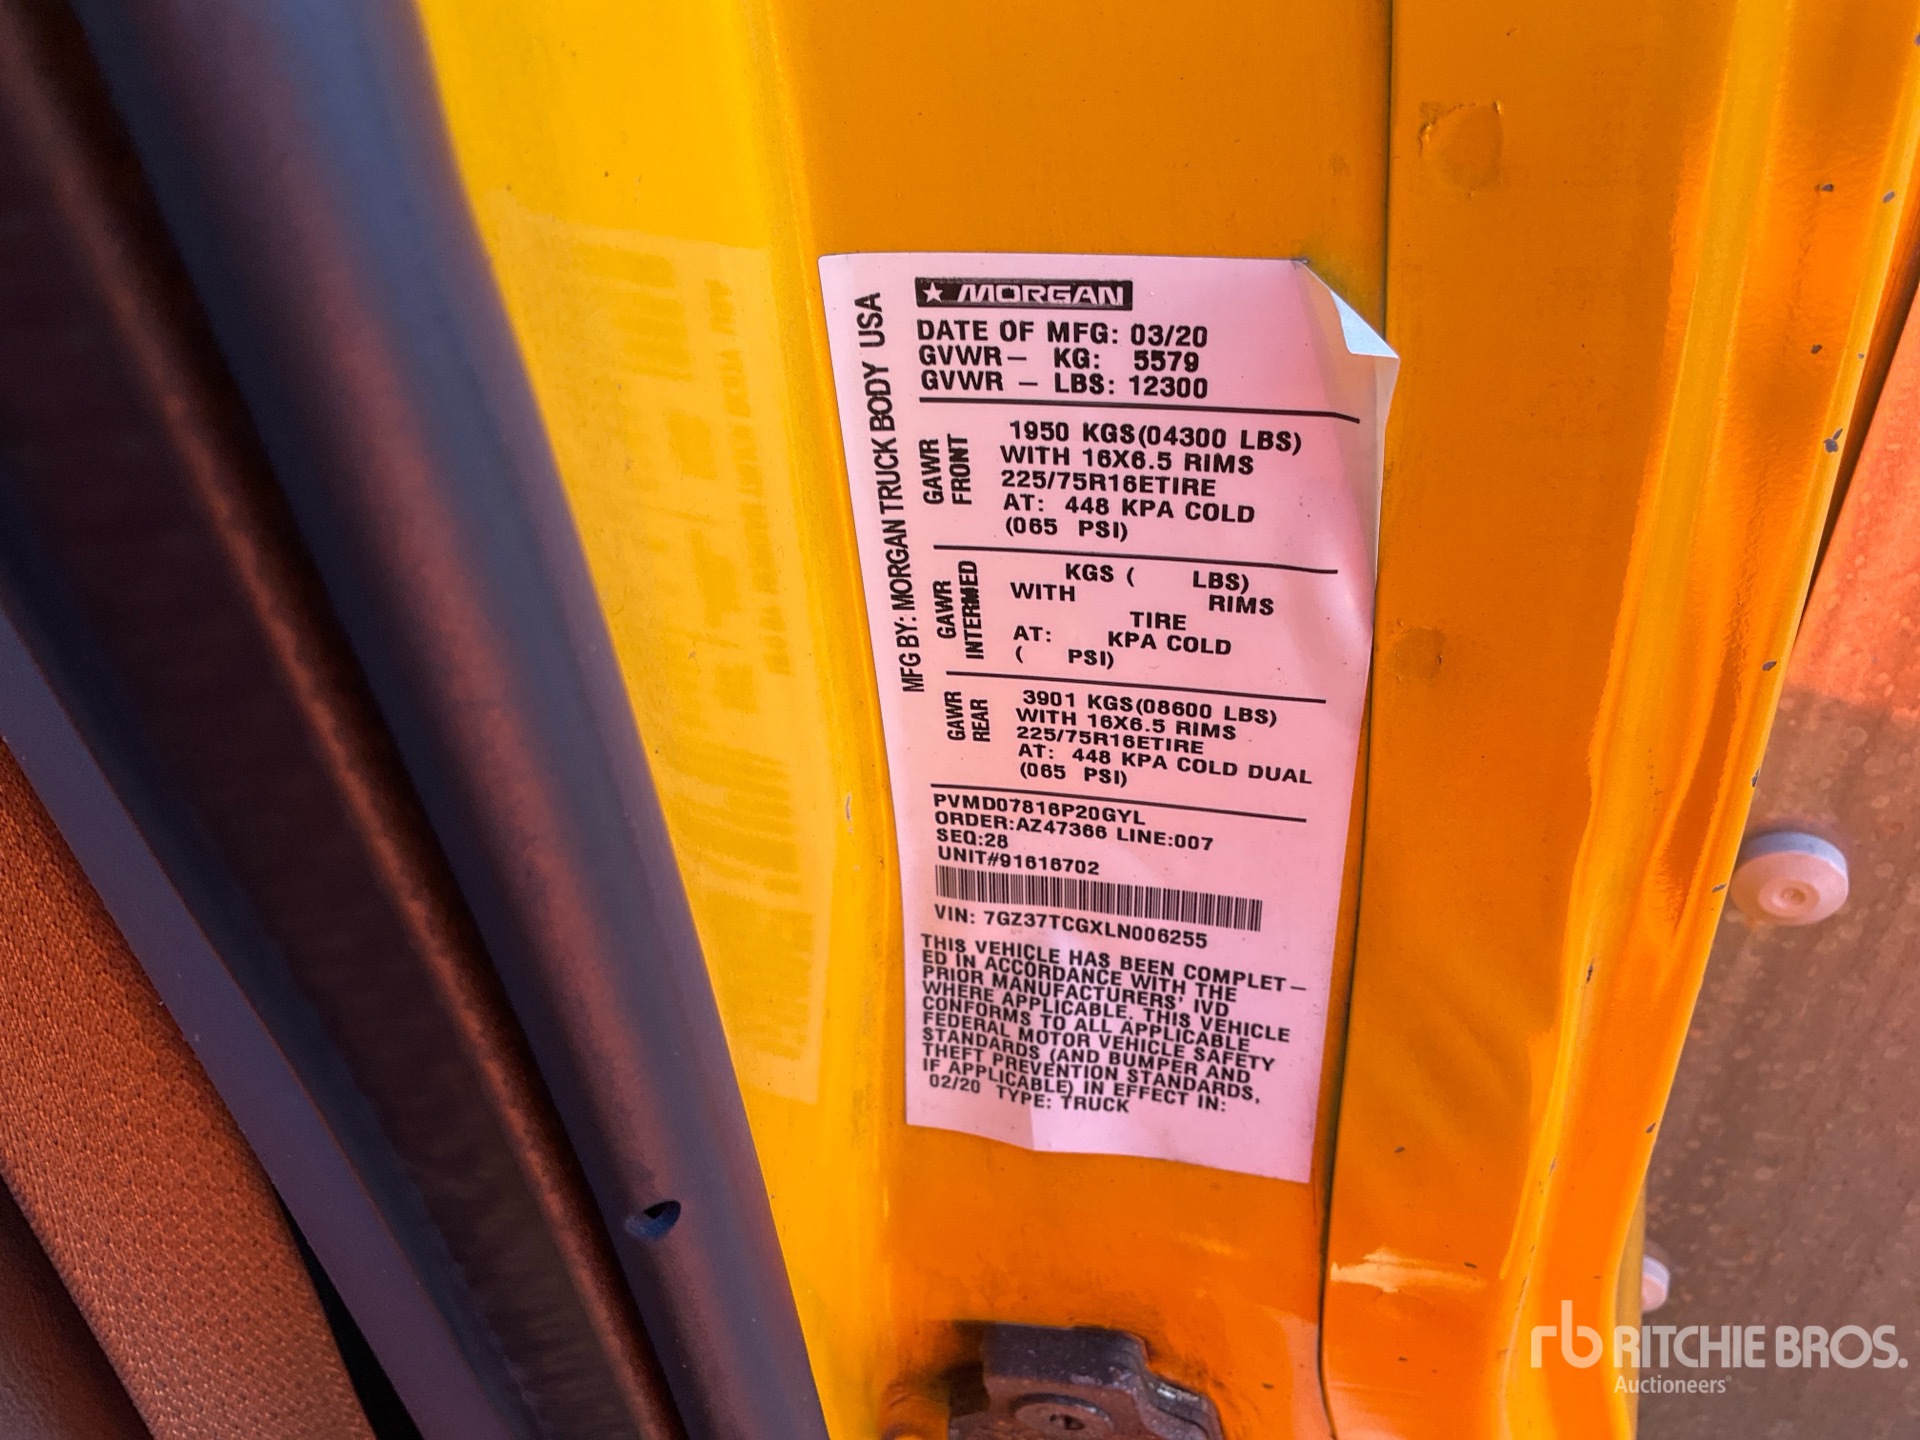 MORGAN
MFG BY: MORGAN TRUCK BODY USA
DATE OF MFG: 03/20
GVWR— KG: 5579
GVWR — LBS: 12300
GAWR
FRONT
1950 KGS(04300 LBS)
WITH 16X6.5 RIMS
225/75R16ETIRE
AT: 448 KPA COLD
(065 PSI)
GAWR
INTERMED
KGS ( LBS)
WITH RIMS
TIRE
AT: KPA COLD
( PSI)
GAWR
REAR
3901 KGS(08600 LBS)
WITH 16X6.5 RIMS
225/75R16ETIRE
AT: 448 KPA COLD DUAL
(065 PSI)
PVMD07816P20GYL
ORDER:AZ47366 LINE:007
SEQ:28
UNIT#91616702
VIN: 7GZ37TCGXLN006255
THIS VEHICLE HAS BEEN COMPLET—
ED IN ACCORDANCE WITH THE
PRIOR MANUFACTURERS' IVD
WHERE APPLICABLE. THIS VEHICLE
CONFORMS TO ALL APPLICABLE
FEDERAL MOTOR VEHICLE SAFETY
STANDARDS (AND BUMPER AND
THEFT PREVENTION STANDARDS,
IF APPLICABLE) IN EFFECT IN:
02/20 TYPE: TRUCK
rb RITCHIE BROS.
Auctioneers